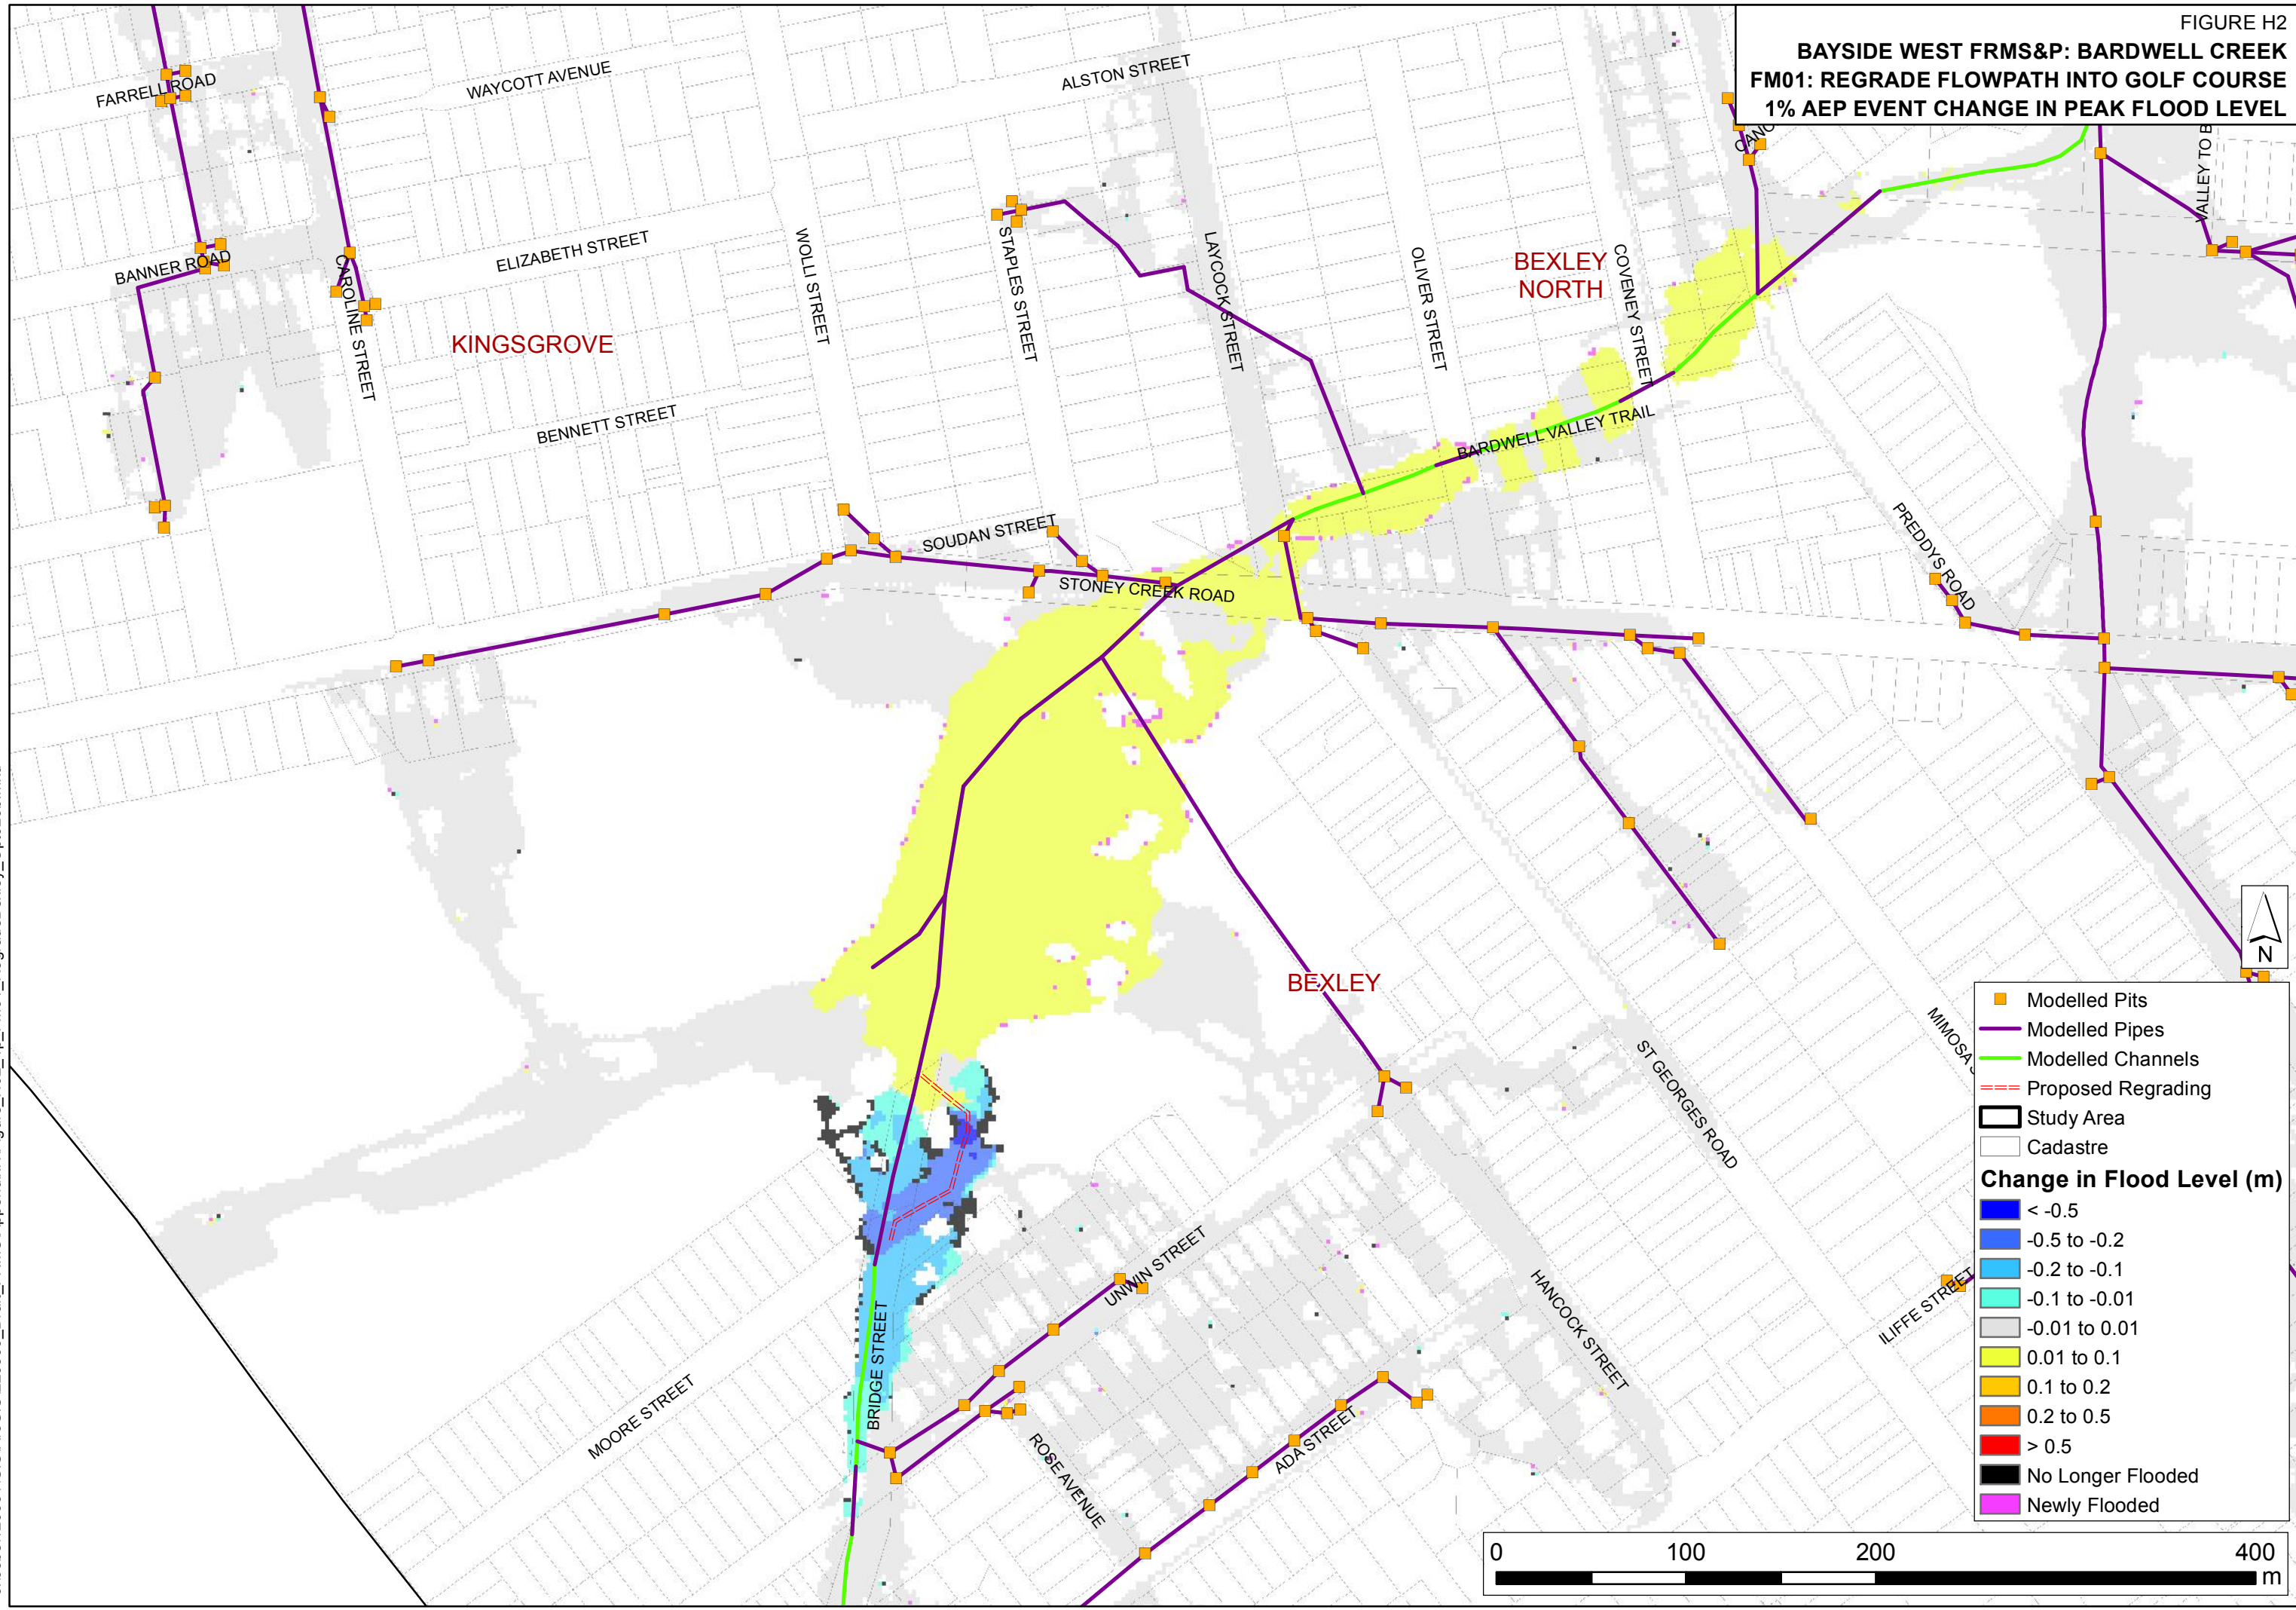 FIGURE H2
BAYSIDE WEST FRMS&P: BARDWELL CREEK
FM01: REGRADE FLOWPATH INTO GOLF COURSE
1% AEP EVENT CHANGE IN PEAK FLOOD LEVEL
FARRELL ROAD
WAYCOTT AVENUE
ALSTON STREET
VALLEY TO B
BANNER ROAD
CAROLINE STREET
ELIZABETH STREET
WOLLI STREET
STAPLES STREET
LAYCOCK STREET
OLIVER STREET
BEXLEY
NORTH
COVENEY STREET
KINGSGROVE
BENNETT STREET
BARDWELL VALLEY TRAIL
SOUDAN STREET
STONEY CREEK ROAD
PREDDYS ROAD
BEXLEY
ST GEORGES ROAD
MIMOSA S
UNWIN STREET
HANCOCK STREET
ILIFFE STREET
BRIDGE STREET
MOORE STREET
ROSE AVENUE
ADA STREET
N
Modelled Pits
Modelled Pipes
Modelled Channels
Proposed Regrading
Study Area
Cadastre
Change in Flood Level (m)
< -0.5
-0.5 to -0.2
-0.2 to -0.1
-0.1 to -0.01
-0.01 to 0.01
0.01 to 0.1
0.1 to 0.2
0.2 to 0.5
> 0.5
No Longer Flooded
Newly Flooded
0 100 200 400
m